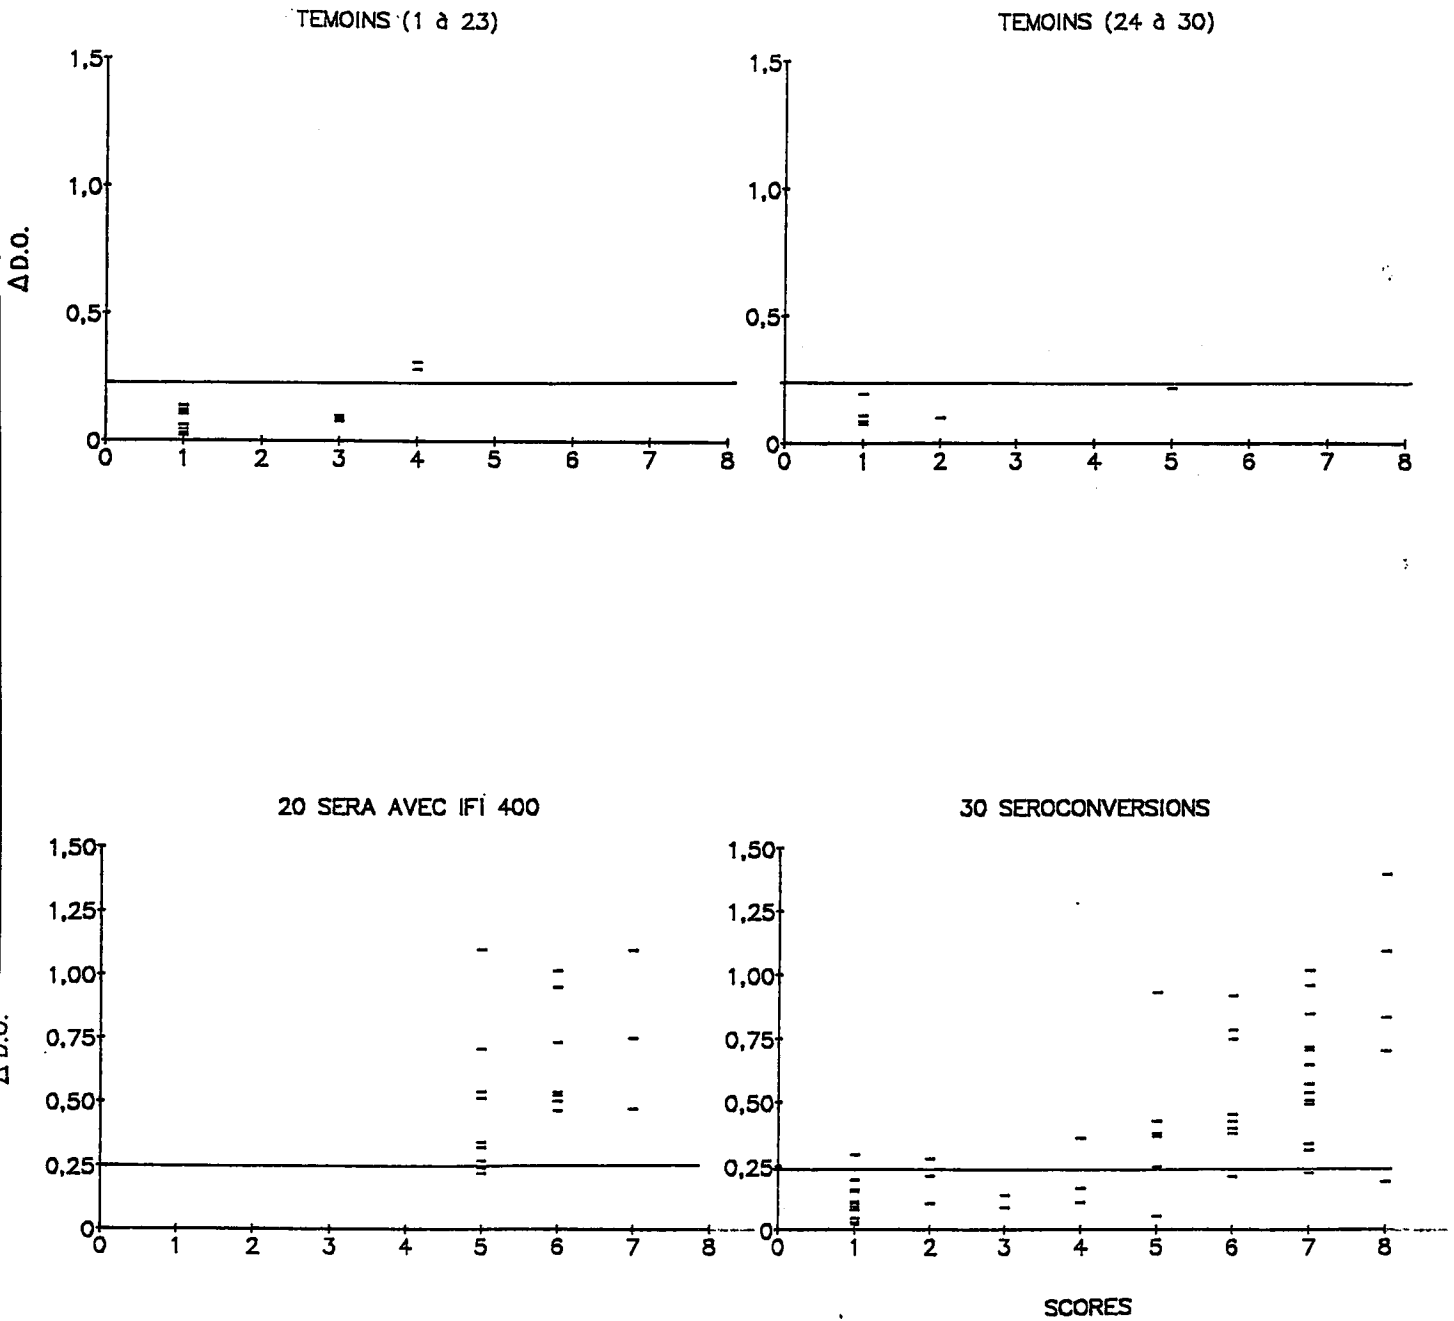 TEMOINS (1 à 23)
1,5
1,0
0,5
0
0 1 2 3 4 5 6 7 8
Δ D.O.
TEMOINS (24 à 30)
1,5
1,0
0,5
0
0 1 2 3 4 5 6 7 8
20 SERA AVEC IFI 400
1,50
1,25
1,00
0,75
0,50
0,25
0
0 1 2 3 4 5 6 7 8
Δ D.O.
30 SEROCONVERSIONS
1,50
1,25
1,00
0,75
0,50
0,25
0
0 1 2 3 4 5 6 7 8
SCORES